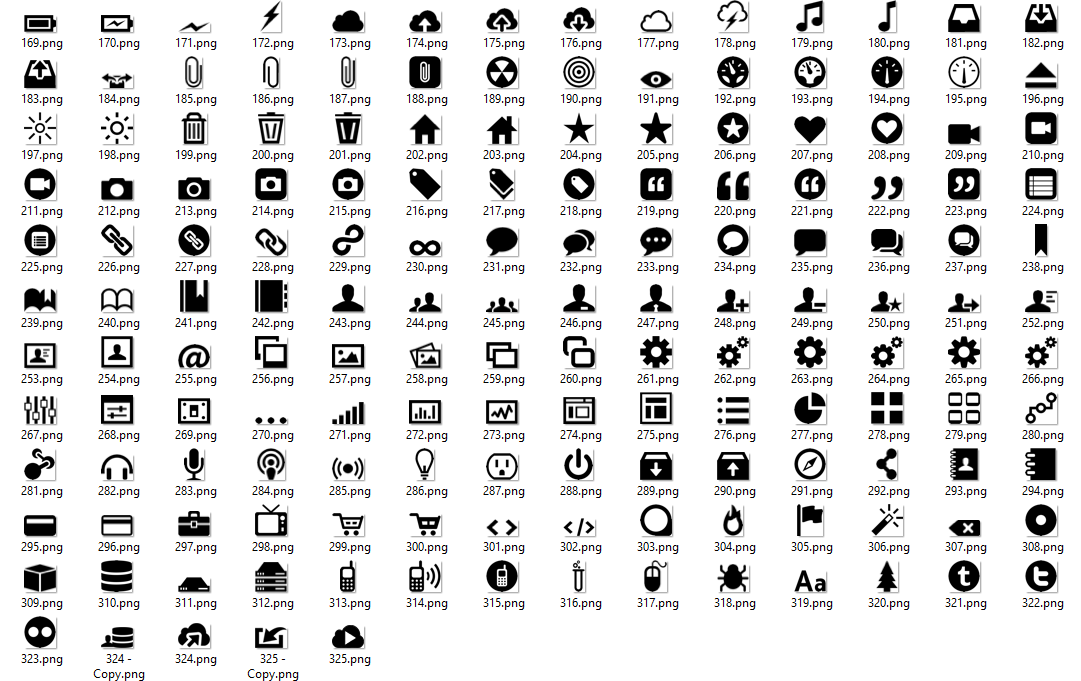 169.png 170.png 171.png 172.png 173.png 174.png 175.png 176.png 177.png 178.png 179.png 180.png 181.png 182.png
183.png 184.png 185.png 186.png 187.png 188.png 189.png 190.png 191.png 192.png 193.png 194.png 195.png 196.png
197.png 198.png 199.png 200.png 201.png 202.png 203.png 204.png 205.png 206.png 207.png 208.png 209.png 210.png
211.png 212.png 213.png 214.png 215.png 216.png 217.png 218.png 219.png 220.png 221.png 222.png 223.png 224.png
225.png 226.png 227.png 228.png 229.png 230.png 231.png 232.png 233.png 234.png 235.png 236.png 237.png 238.png
239.png 240.png 241.png 242.png 243.png 244.png 245.png 246.png 247.png 248.png 249.png 250.png 251.png 252.png
@
253.png 254.png 255.png 256.png 257.png 258.png 259.png 260.png 261.png 262.png 263.png 264.png 265.png 266.png
267.png 268.png 269.png 270.png 271.png 272.png 273.png 274.png 275.png 276.png 277.png 278.png 279.png 280.png
281.png 282.png 283.png 284.png 285.png 286.png 287.png 288.png 289.png 290.png 291.png 292.png 293.png 294.png
295.png 296.png 297.png 298.png 299.png 300.png 301.png 302.png 303.png 304.png 305.png 306.png 307.png 308.png
Aa t t
309.png 310.png 311.png 312.png 313.png 314.png 315.png 316.png 317.png 318.png 319.png 320.png 321.png 322.png
323.png 324 - 324.png 325 - 325.png
Copy.png Copy.png